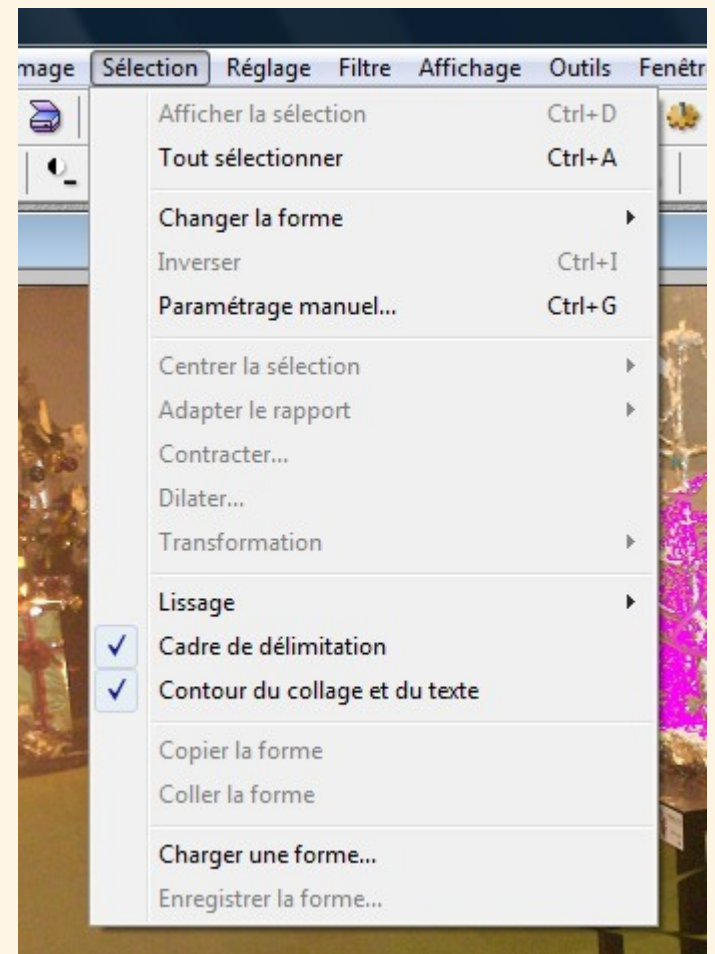 Sélection Réglage Filtre Affichage Outils
Afficher la sélection Ctrl+D
Tout sélectionner Ctrl+A
Changer la forme
Inverser Ctrl+I
Paramétrage manuel... Ctrl+G
Centrer la sélection
Adapter le rapport
Contracter...
Dilater...
Transformation
Lissage
Cadre de délimitation
Contour du collage et du texte
Copier la forme
Coller la forme
Charger une forme...
Enregistrer la forme...